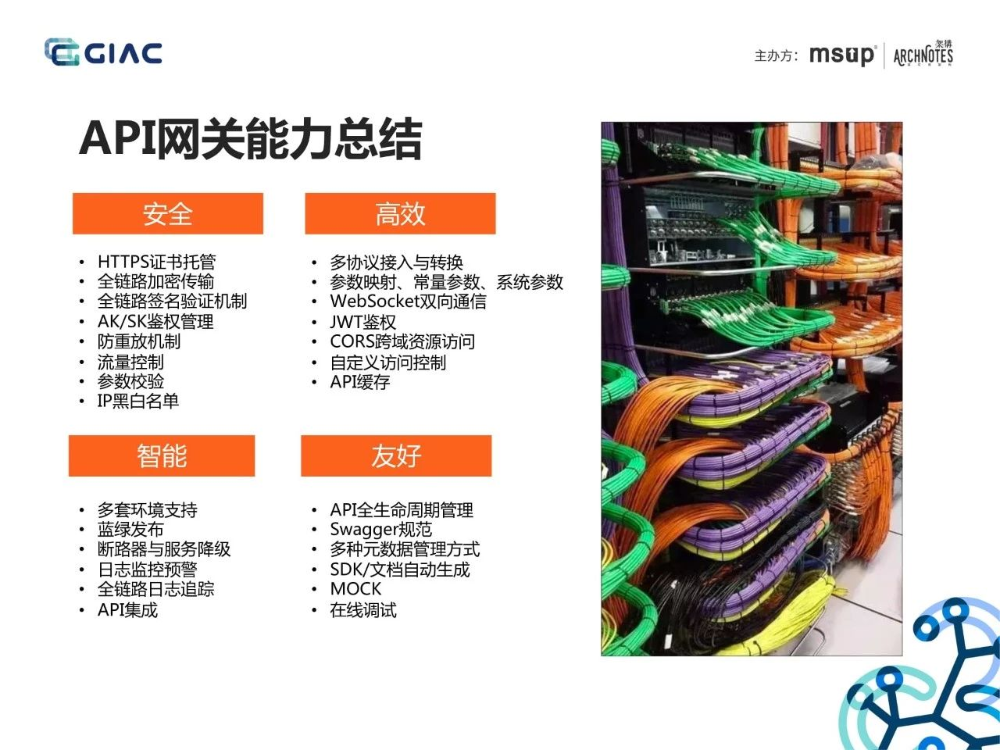 GIAC
主办方：
msup®
架構
ARCHNOTES
API网关能力总结
安全
• HTTPS证书托管
• 全链路加密传输
• 全链路签名验证机制
• AK/SK鉴权管理
• 防重放机制
• 流量控制
• 参数校验
• IP黑白名单
高效
• 多协议接入与转换
• 参数映射、常量参数、系统参数
• WebSocket双向通信
• JWT鉴权
• CORS跨域资源访问
• 自定义访问控制
• API缓存
智能
• 多套环境支持
• 蓝绿发布
• 断路器与服务降级
• 日志监控预警
• 全链路日志追踪
• API集成
友好
• API全生命周期管理
• Swagger规范
• 多种元数据管理方式
• SDK/文档自动生成
• MOCK
• 在线调试